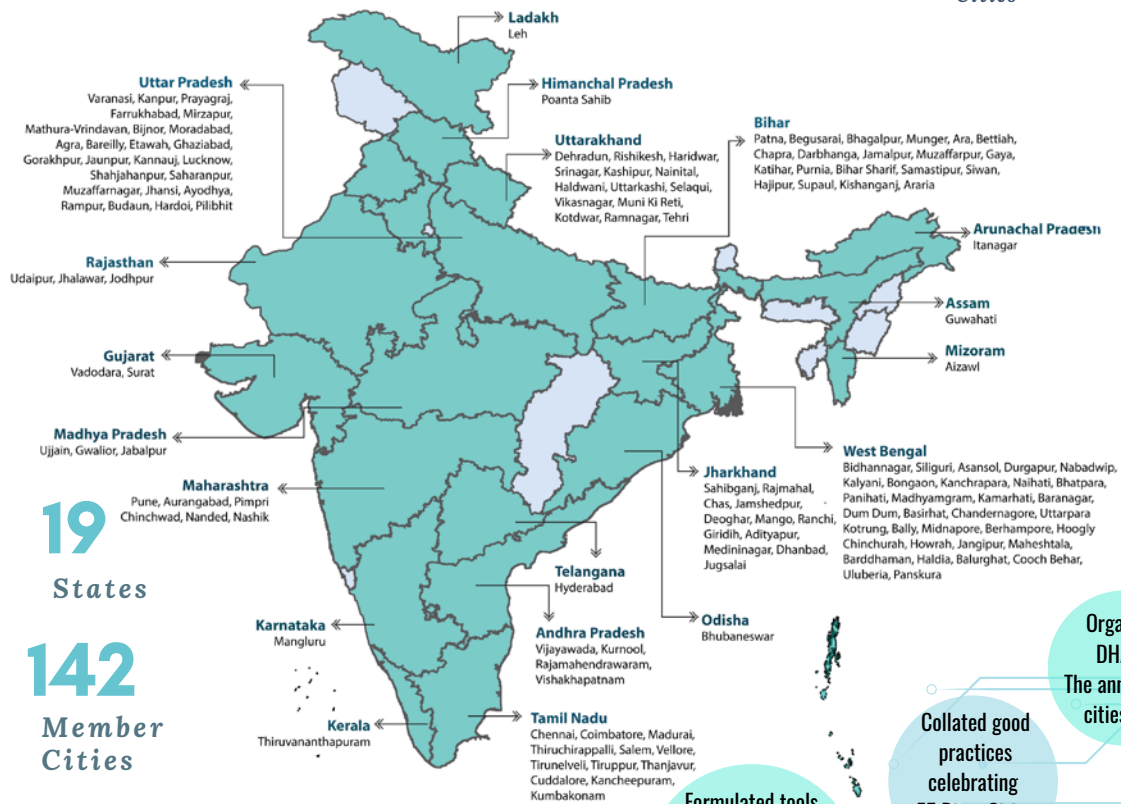 Cities
Ladakh
Leh
Uttar Pradesh
Varanasi, Kanpur, Prayagraj,
Farrukhabad, Mirzapur,
Mathura-Vrindavan, Bijnor, Moradabad,
Agra, Bareilly, Etawah, Ghaziabad,
Gorakhpur, Jaunpur, Kannauj, Lucknow,
Shahjahanpur, Saharanpur,
Muzaffarnagar, Jhansi, Ayodhya,
Rampur, Budaun, Hardoi, Pilibhit
Himanchal Pradesh
Poanta Sahib
Uttarakhand
Dehradun, Rishikesh, Haridwar,
Srinagar, Kashipur, Nainital,
Haldwani, Uttarkashi, Selaqui,
Vikasnagar, Muni Ki Reti,
Kotdwar, Ramnagar, Tehri
Bihar
Patna, Begusarai, Bhagalpur, Munger, Ara, Bettiah,
Chapra, Darbhanga, Jamalpur, Muzaffarpur, Gaya,
Katihar, Purnia, Bihar Sharif, Samastipur, Siwan,
Hajipur, Supaul, Kishanganj, Araria
Arunachal Pradesh
Itanagar
Rajasthan
Udaipur, Jhalawar, Jodhpur
Assam
Guwahati
Gujarat
Vadodara, Surat
Mizoram
Aizawl
Madhya Pradesh
Ujjain, Gwalior, Jabalpur
West Bengal
Bidhannagar, Siliguri, Asansol, Durgapur, Nabadwip,
Kalyani, Bongaon, Kanchrapara, Naihati, Bhatpara,
Panihati, Madhyamgram, Kamarhati, Baranagar,
Dum Dum, Basirhat, Chandernagore, Uttarpara
Kotrung, Bally, Midnapore, Berhampore, Hoogly
Chinchurah, Howrah, Jangipur, Maheshtala,
Barddhaman, Haldia, Balurghat, Cooch Behar,
Uluberia, Panskura
Maharashtra
Pune, Aurangabad, Pimpri
Chinchwad, Nanded, Nashik
Jharkhand
Sahibganj, Rajmahal,
Chas, Jamshedpur,
Deoghar, Mango, Ranchi,
Giridih, Adityapur,
Medininagar, Dhanbad,
Jugsalai
19
States
Telangana
Hyderabad
Karnataka
Mangluru
Andhra Pradesh
Vijayawada, Kurnool,
Rajamahendrawaram,
Vishakhapatnam
Odisha
Bhubaneswar
142
Member
Cities
Kerala
Thiruvananthapuram
Tamil Nadu
Chennai, Coimbatore, Madurai,
Thiruchirappalli, Salem, Vellore,
Tirunelveli, Tiruppur, Thanjavur,
Cuddalore, Kancheepuram,
Kumbakonam
Orga
DH
The ann
cities
Collated good
practices
celebrating
Formulated tools